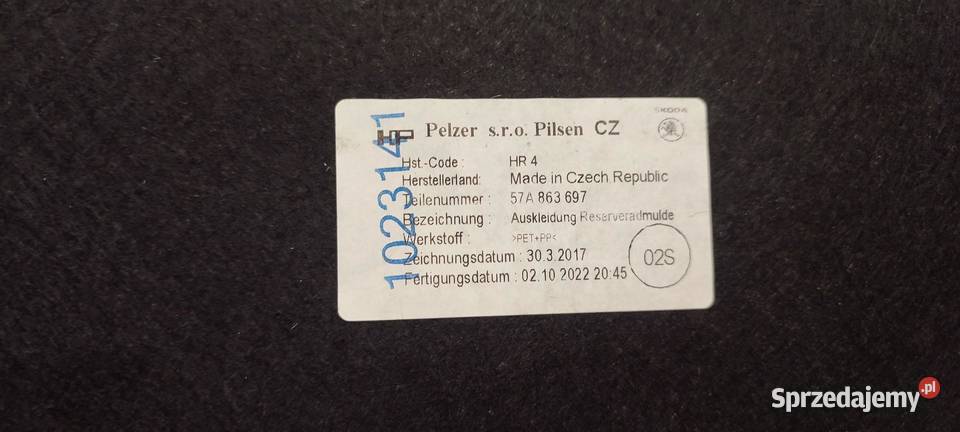 SKODA
HP Pelzer s.r.o. Pilsen CZ
Hst.-Code : HR 4
Herstellerland: Made in Czech Republic
Teilenummer : 57A 863 697
Bezeichnung : Auskleidung Reserveradmulde
Werkstoff : >PET+PP<
Zeichnungsdatum : 30.3.2017
Fertigungsdatum : 02.10.2022 20:45
02S
1023141
Sprzedajemy.pl